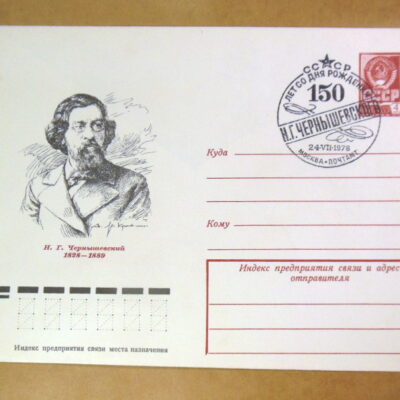 СССР
ЛЕТ СО ДНЯ РОЖДЕНИЯ
150
Н.Г. ЧЕРНЫШЕВСКОГО
24-VII-1978
МОСКВА • ПОЧТАМТ
СССР
4
Куда
Кому
Н. Г. Чернышевский
1828—1889
Индекс предприятия связи и адрес
отправителя
Индекс предприятия связи места назначения